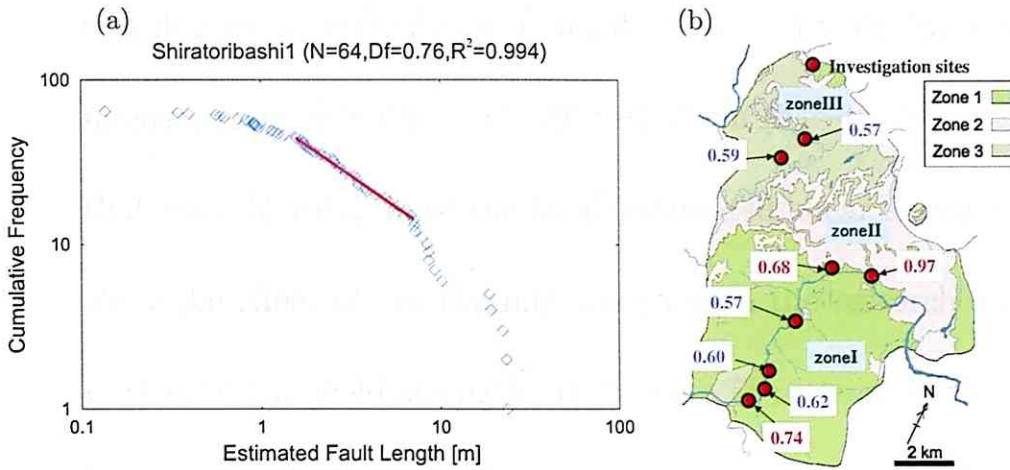 (a)
Shiratoribashi1 (N=64,Df=0.76,R²=0.994)
Cumulative Frequency
100
10
1
0.1
1
10
100
Estimated Fault Length [m]
(b)
Investigation sites
Zone 1
Zone 2
Zone 3
zoneIII
0.57
0.59
zoneII
0.68
0.97
0.57
zoneI
0.60
0.62
0.74
N
2 km